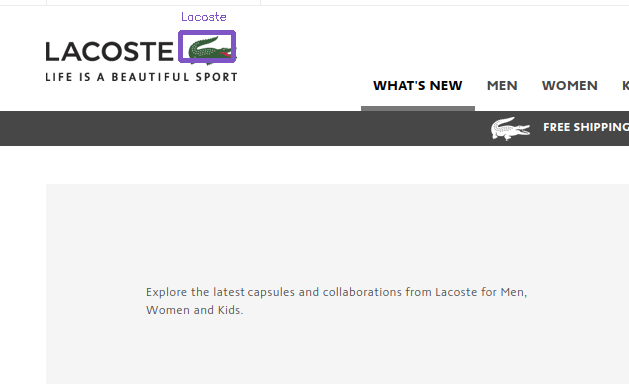 Lacoste
LACOSTE
LIFE IS A BEAUTIFUL SPORT
WHAT'S NEW MEN WOMEN K
FREE SHIPPING
Explore the latest capsules and collaborations from Lacoste for Men,
Women and Kids.